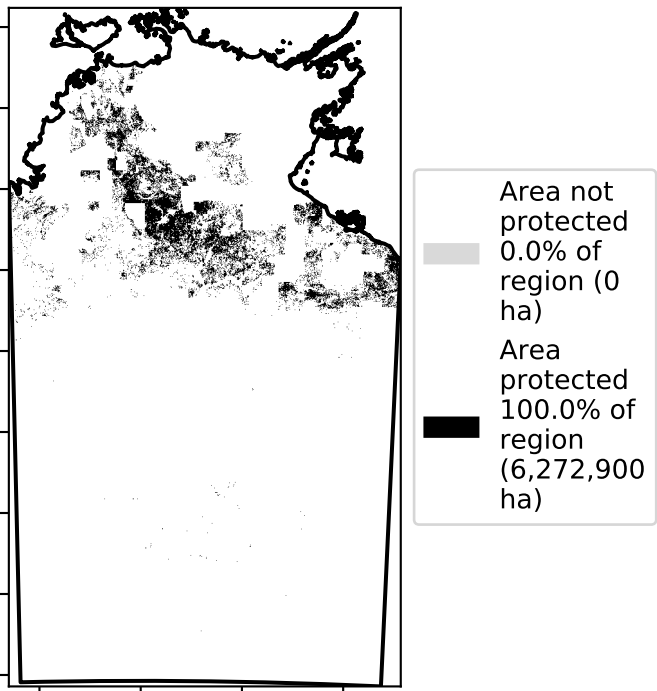 Area not
protected
0.0% of
region (0
ha)
Area
protected
100.0% of
region
(6,272,900
ha)